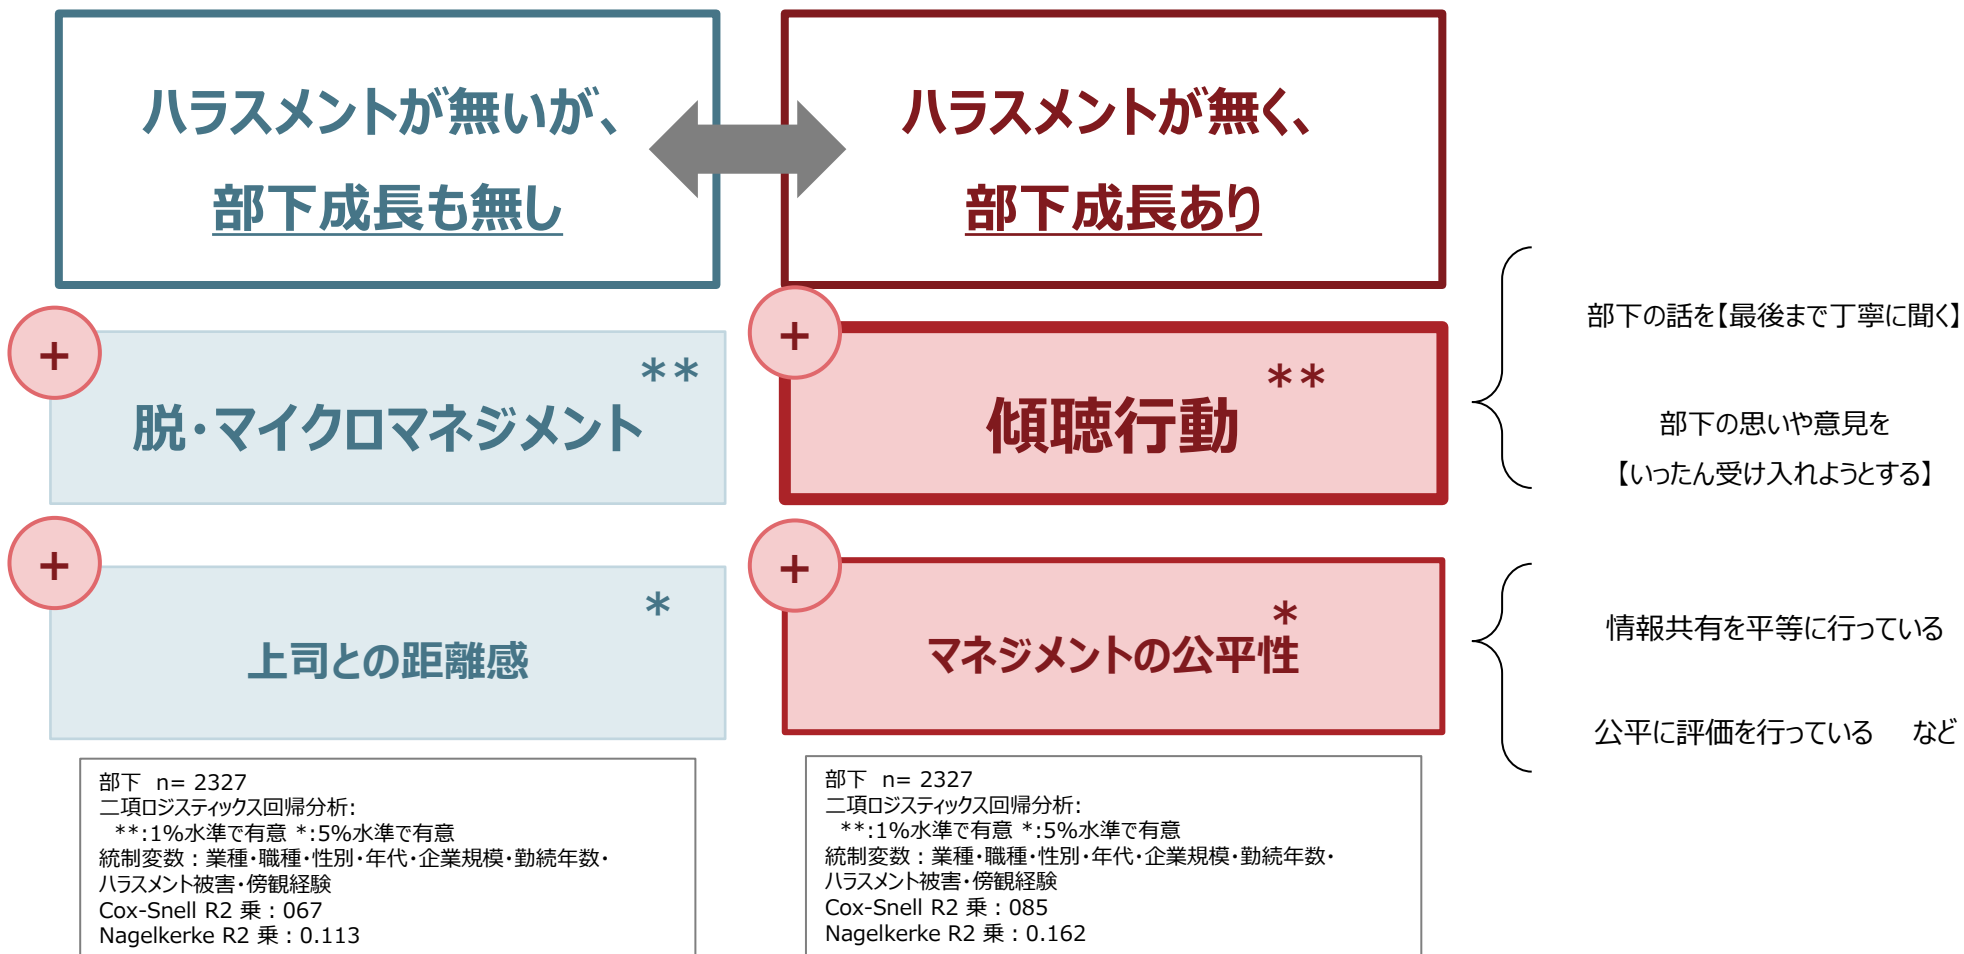 ハラスメントが無いが、
部下成長も無し
ハラスメントが無く、
部下成長あり
+
**
脱・マイクロマネジメント
+
**
傾聴行動
部下の話を【最後まで丁寧に聞く】
部下の思いや意見を
【いったん受け入れようとする】
+
*
上司との距離感
+
*
マネジメントの公平性
情報共有を平等に行っている
公平に評価を行っている　など
部下 n= 2327
二項ロジスティックス回帰分析:
**:1%水準で有意 *:5%水準で有意
統制変数：業種・職種・性別・年代・企業規模・勤続年数・
ハラスメント被害・傍観経験
Cox-Snell R2 乗：067
Nagelkerke R2 乗：0.113
部下 n= 2327
二項ロジスティックス回帰分析:
**:1%水準で有意 *:5%水準で有意
統制変数：業種・職種・性別・年代・企業規模・勤続年数・
ハラスメント被害・傍観経験
Cox-Snell R2 乗：085
Nagelkerke R2 乗：0.162